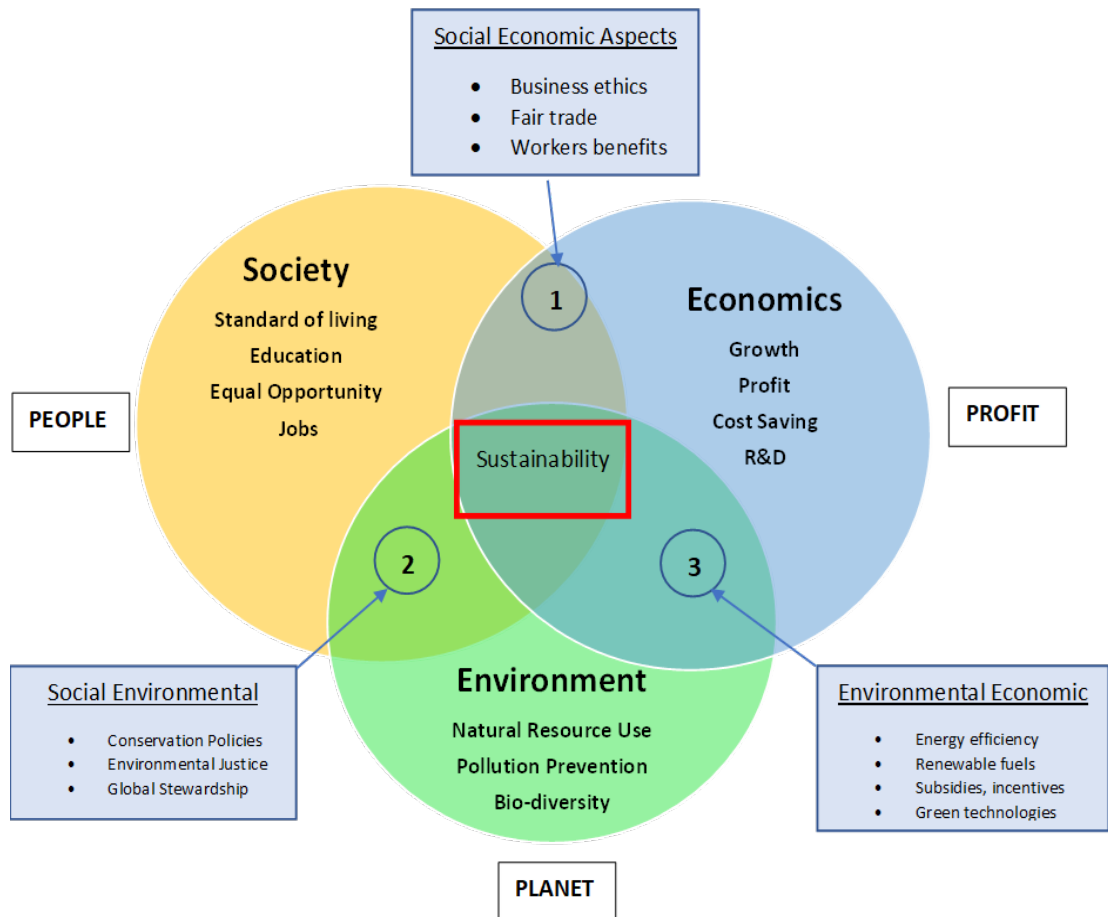 Social Economic Aspects
• Business ethics
• Fair trade
• Workers benefits
Society
Standard of living
Education
Equal Opportunity
Jobs
1
Economics
Growth
Profit
Cost Saving
R&D
PEOPLE
PROFIT
Sustainability
2
3
Social Environmental
• Conservation Policies
• Environmental Justice
• Global Stewardship
Environment
Natural Resource Use
Pollution Prevention
Bio-diversity
Environmental Economic
• Energy efficiency
• Renewable fuels
• Subsidies, incentives
• Green technologies
PLANET